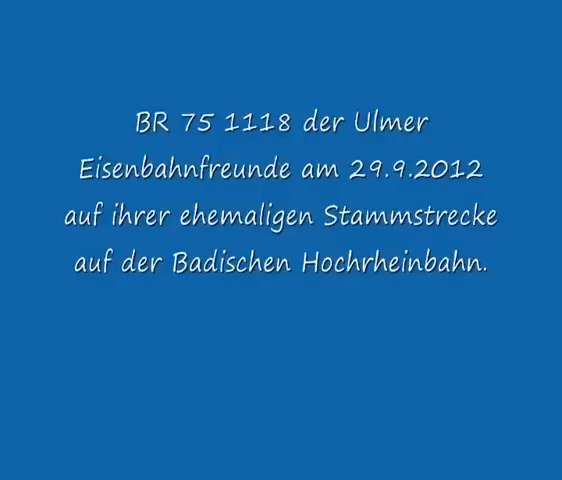 BR 75 1118 der Ulmer
Eisenbahnfreunde am 29.9.2012
auf ihrer ehemaligen Stammstrecke
auf der Badischen Hochrheinbahn.